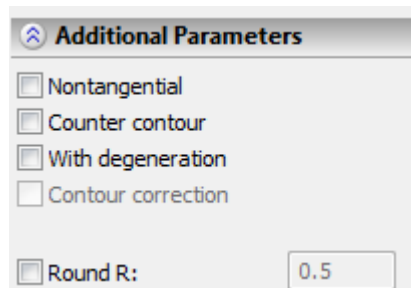 Additional Parameters
Nontangential
Counter contour
With degeneration
Contour correction
Round R: 0.5